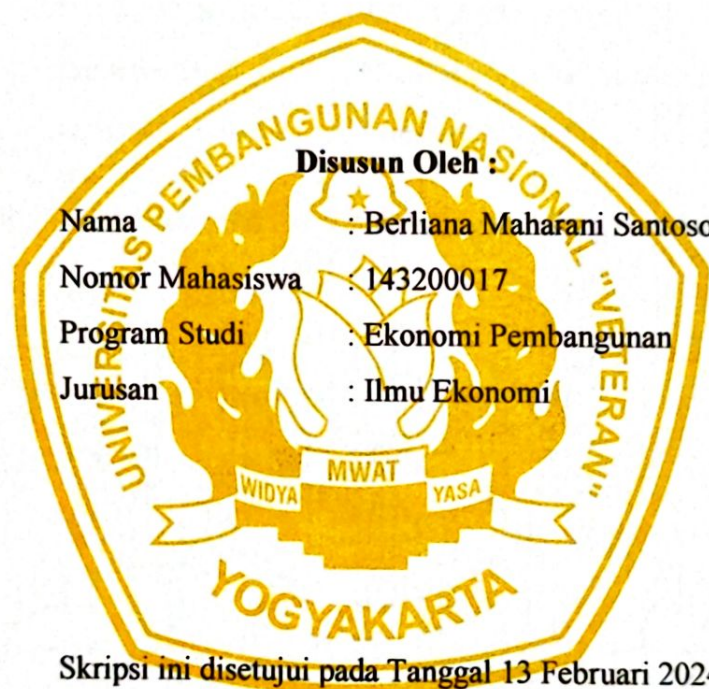 UNIVERSITAS PEMBANGUNAN NASIONAL "VETERAN"
Disusun Oleh :
Nama : Berliana Maharani Santoso
Nomor Mahasiswa : 143200017
Program Studi : Ekonomi Pembangunan
Jurusan : Ilmu Ekonomi
WIDYA MWAT YASA
YOGYAKARTA
Skripsi ini disetujui pada Tanggal 13 Februari 2024